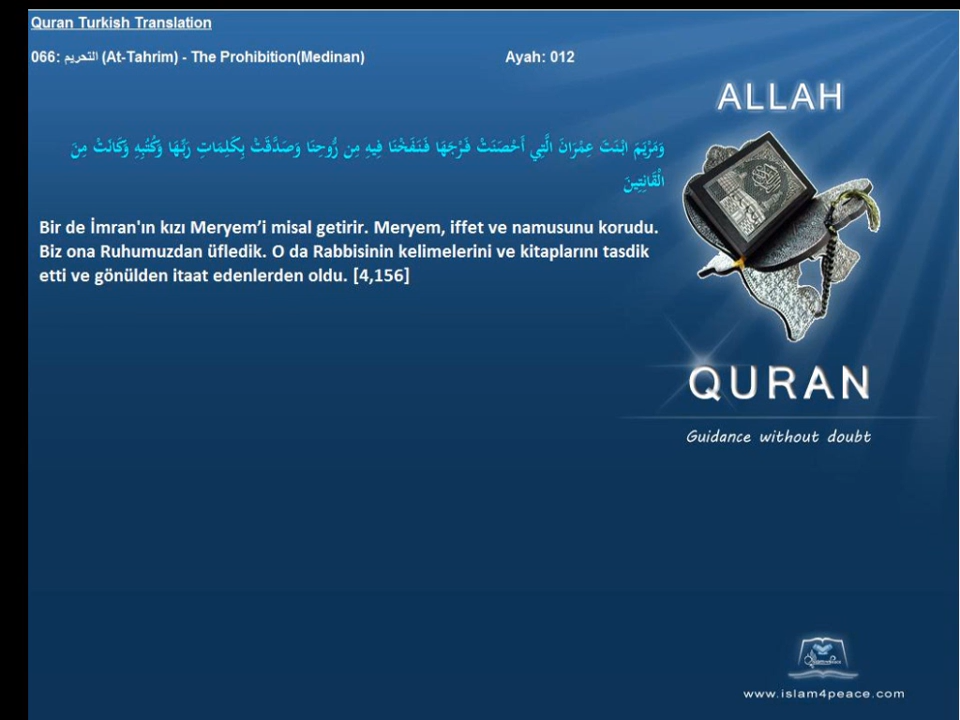 Quran Turkish Translation
066: التحريم (At-Tahrim) - The Prohibition(Medinan) Ayah: 012
ALLAH
وَمَرْيَمَ ابْنَتَ عِمْرَانَ الَّتِي أَحْصَنَتْ فَرْجَهَا فَنَفَخْنَا فِيهِ مِن رُّوحِنَا وَصَدَّقَتْ بِكَلِمَاتِ رَبِّهَا وَكُتُبِهِ وَكَانَتْ مِنَ
الْقَانِتِينَ
Bir de İmran'ın kızı Meryem’i misal getirir. Meryem, iffet ve namusunu korudu.
Biz ona Ruhumuzdan üfledik. O da Rabbisinin kelimelerini ve kitaplarını tasdik
etti ve gönülden itaat edenlerden oldu. [4,156]
QURAN
Guidance without doubt
www.islam4peace.com